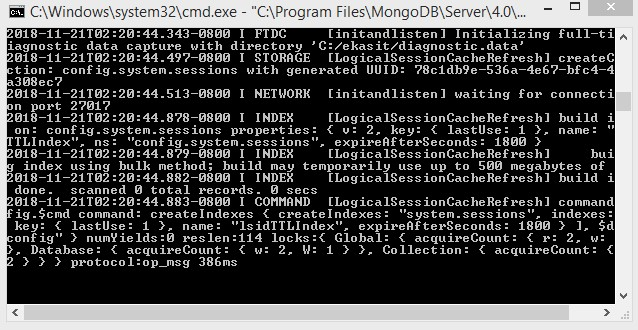 C:\Windows\system32\cmd.exe - "C:\Program Files\MongoDB\Server\4.0\...
2018-11-21T02:20:44.343-0800 I FTDC     [initandlisten] Initializing full-ti
iagnostic data capture with directory 'C:/ekasit/diagnostic.data'
2018-11-21T02:20:44.497-0800 I STORAGE  [LogicalSessionCacheRefresh] createC
ction: config.system.sessions with generated UUID: 78c1db9e-536a-4e67-bfc4-4
a308ec7
2018-11-21T02:20:44.513-0800 I NETWORK  [initandlisten] waiting for connecti
on port 27017
2018-11-21T02:20:44.878-0800 I INDEX    [LogicalSessionCacheRefresh] build i
 on: config.system.sessions properties: { v: 2, key: { lastUse: 1 }, name: "
TTLIndex", ns: "config.system.sessions", expireAfterSeconds: 1800 }
2018-11-21T02:20:44.879-0800 I INDEX    [LogicalSessionCacheRefresh]     bui
g index using bulk method; build may temporarily use up to 500 megabytes of
2018-11-21T02:20:44.882-0800 I INDEX    [LogicalSessionCacheRefresh] build i
 done.  scanned 0 total records. 0 secs
2018-11-21T02:20:44.883-0800 I COMMAND  [LogicalSessionCacheRefresh] command
fig.$cmd command: createIndexes { createIndexes: "system.sessions", indexes:
 key: { lastUse: 1 }, name: "lsidTTLIndex", expireAfterSeconds: 1800 } ], $d
config" } numYields:0 reslen:114 locks:{ Global: { acquireCount: { r: 2, w:
}, Database: { acquireCount: { w: 2, W: 1 } }, Collection: { acquireCount: {
2 } } } protocol:op_msg 386ms